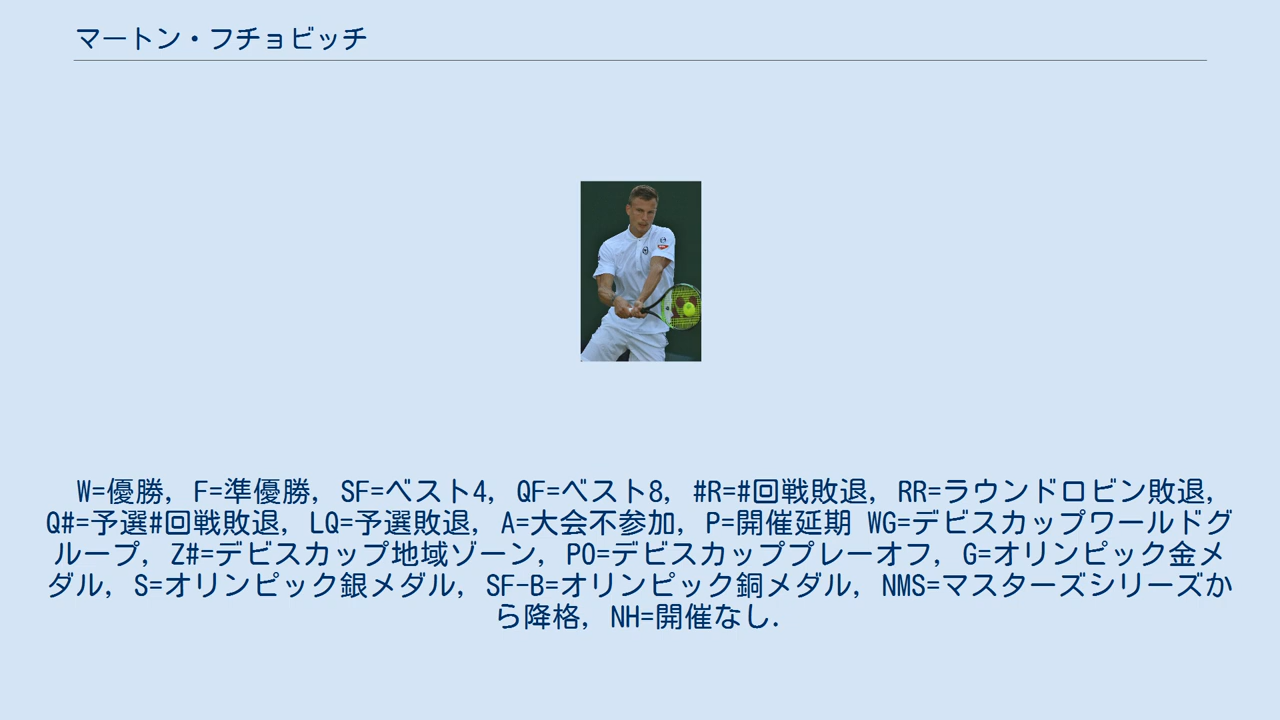 マートン・フチョビッチ
W=優勝, F=準優勝, SF=ベスト4, QF=ベスト8, #R=#回戦敗退, RR=ラウンドロビン敗退,
Q#=予選#回戦敗退, LQ=予選敗退, A=大会不参加, P=開催延期 WG=デビスカップワールドグ
ループ, Z#=デビスカップ地域ゾーン, PO=デビスカッププレーオフ, G=オリンピック金メ
ダル, S=オリンピック銀メダル, SF-B=オリンピック銅メダル, NMS=マスターズシリーズか
ら降格, NH=開催なし.